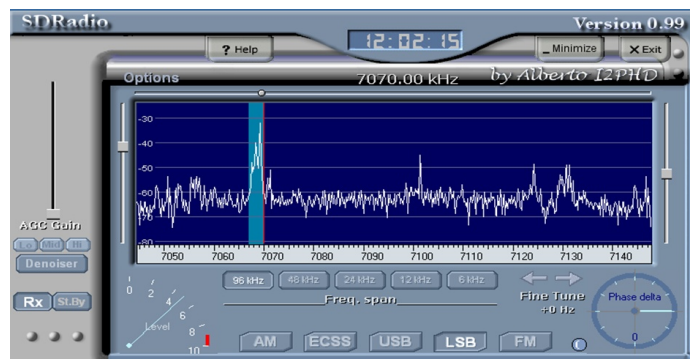 SDRadio
Version 0.99
? Help
12:02:15
_ Minimize
X Exit
Options
7070.00 kHz
by Alberto I2PHD
-30
-40
-50
-60
-70
-80
7050 7060 7070 7080 7090 7100 7110 7120 7130 7140
AGC Gain
Lo Mid Hi
Denoiser
Rx St.By
96 kHz 48 kHz 24 kHz 12 kHz 6 kHz
Freq. span
Fine Tune
+0 Hz
Phase delta
0
0 2 4 6 8 10
Level
AM ECSS USB LSB FM